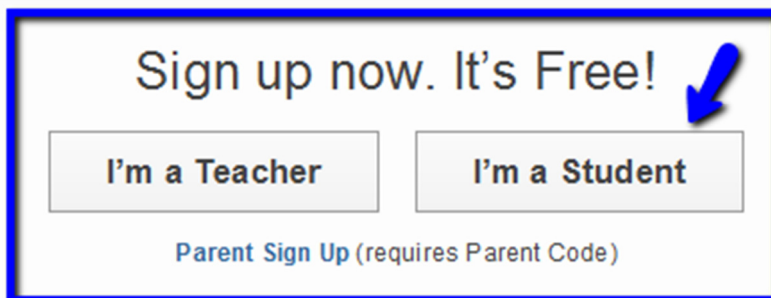 Sign up now. It’s Free!
I’m a Teacher I’m a Student
Parent Sign Up (requires Parent Code)